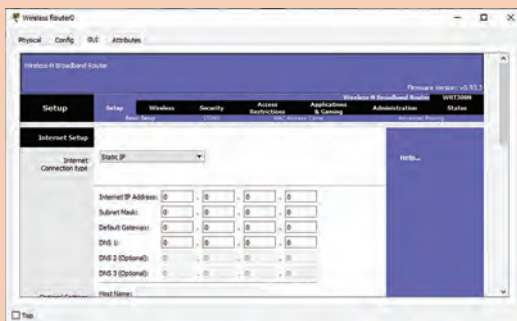 Wireless Router0
Physical Config GUI Attributes
Wireless-N Broadband Router
Firmware Version: v0.93.3
Wireless-N Broadband Router WRT300N
Setup
Setup Wireless Security Access Restrictions Applications & Gaming Administration Status
Basic Setup DDNS MAC Address Clone Advanced Routing
Internet Setup
Internet Connection type
Static IP
Help...
Internet IP Address: 0 . 0 . 0 . 0
Subnet Mask: 0 . 0 . 0 . 0
Default Gateway: 0 . 0 . 0 . 0
DNS 1: 0 . 0 . 0 . 0
DNS 2 (Optional): 0 . 0 . 0 . 0
DNS 3 (Optional): 0 . 0 . 0 . 0
Host Name:
Top